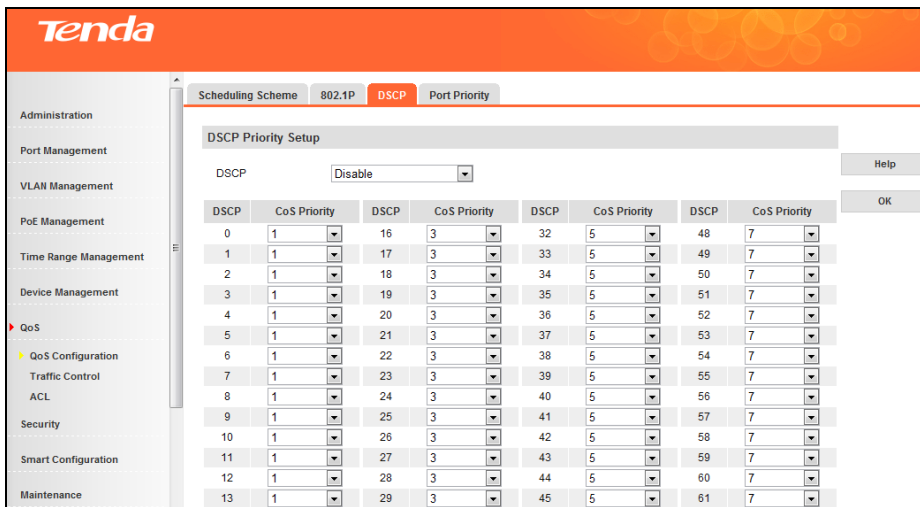 Tenda
Scheduling Scheme 802.1P DSCP Port Priority
Administration
Port Management
VLAN Management
PoE Management
Time Range Management
Device Management
QoS
QoS Configuration
Traffic Control
ACL
Security
Smart Configuration
Maintenance
DSCP Priority Setup
DSCP Disable
DSCP CoS Priority DSCP CoS Priority DSCP CoS Priority DSCP CoS Priority
0 1 16 3 32 5 48 7
1 1 17 3 33 5 49 7
2 1 18 3 34 5 50 7
3 1 19 3 35 5 51 7
4 1 20 3 36 5 52 7
5 1 21 3 37 5 53 7
6 1 22 3 38 5 54 7
7 1 23 3 39 5 55 7
8 1 24 3 40 5 56 7
9 1 25 3 41 5 57 7
10 1 26 3 42 5 58 7
11 1 27 3 43 5 59 7
12 1 28 3 44 5 60 7
13 1 29 3 45 5 61 7
Help
OK